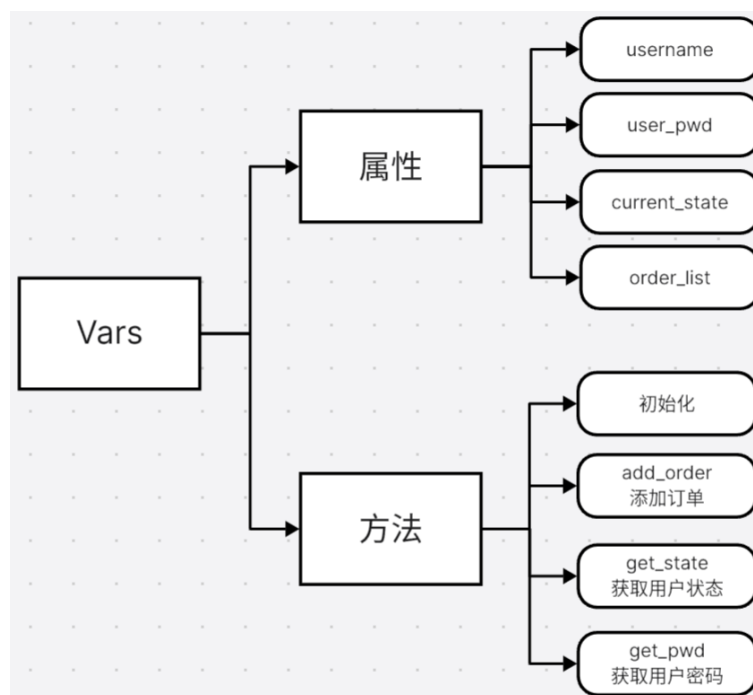 Vars
属性
username
user_pwd
current_state
order_list
方法
初始化
add_order
添加订单
get_state
获取用户状态
get_pwd
获取用户密码